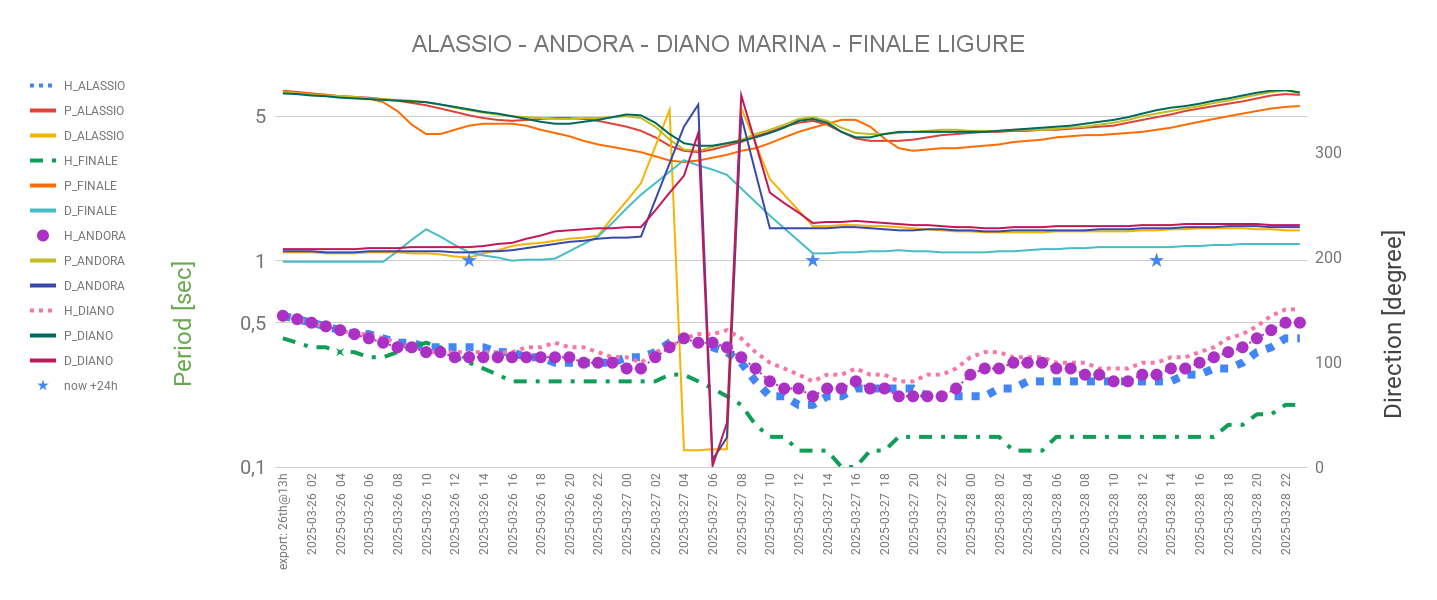 ALASSIO - ANDORA - DIANO MARINA - FINALE LIGURE
H_ALASSIO
P_ALASSIO
D_ALASSIO
H_FINALE
P_FINALE
D_FINALE
H_ANDORA
P_ANDORA
D_ANDORA
H_DIANO
P_DIANO
D_DIANO
now +24h
Period [sec]
5
1
0,5
0,1
300
200
100
0
Direction [degree]
export: 26th@13h
2025-03-26 02
2025-03-26 04
2025-03-26 06
2025-03-26 08
2025-03-26 10
2025-03-26 12
2025-03-26 14
2025-03-26 16
2025-03-26 18
2025-03-26 20
2025-03-26 22
2025-03-27 00
2025-03-27 02
2025-03-27 04
2025-03-27 06
2025-03-27 08
2025-03-27 10
2025-03-27 12
2025-03-27 14
2025-03-27 16
2025-03-27 18
2025-03-27 20
2025-03-27 22
2025-03-28 00
2025-03-28 02
2025-03-28 04
2025-03-28 06
2025-03-28 08
2025-03-28 10
2025-03-28 12
2025-03-28 14
2025-03-28 16
2025-03-28 18
2025-03-28 20
2025-03-28 22